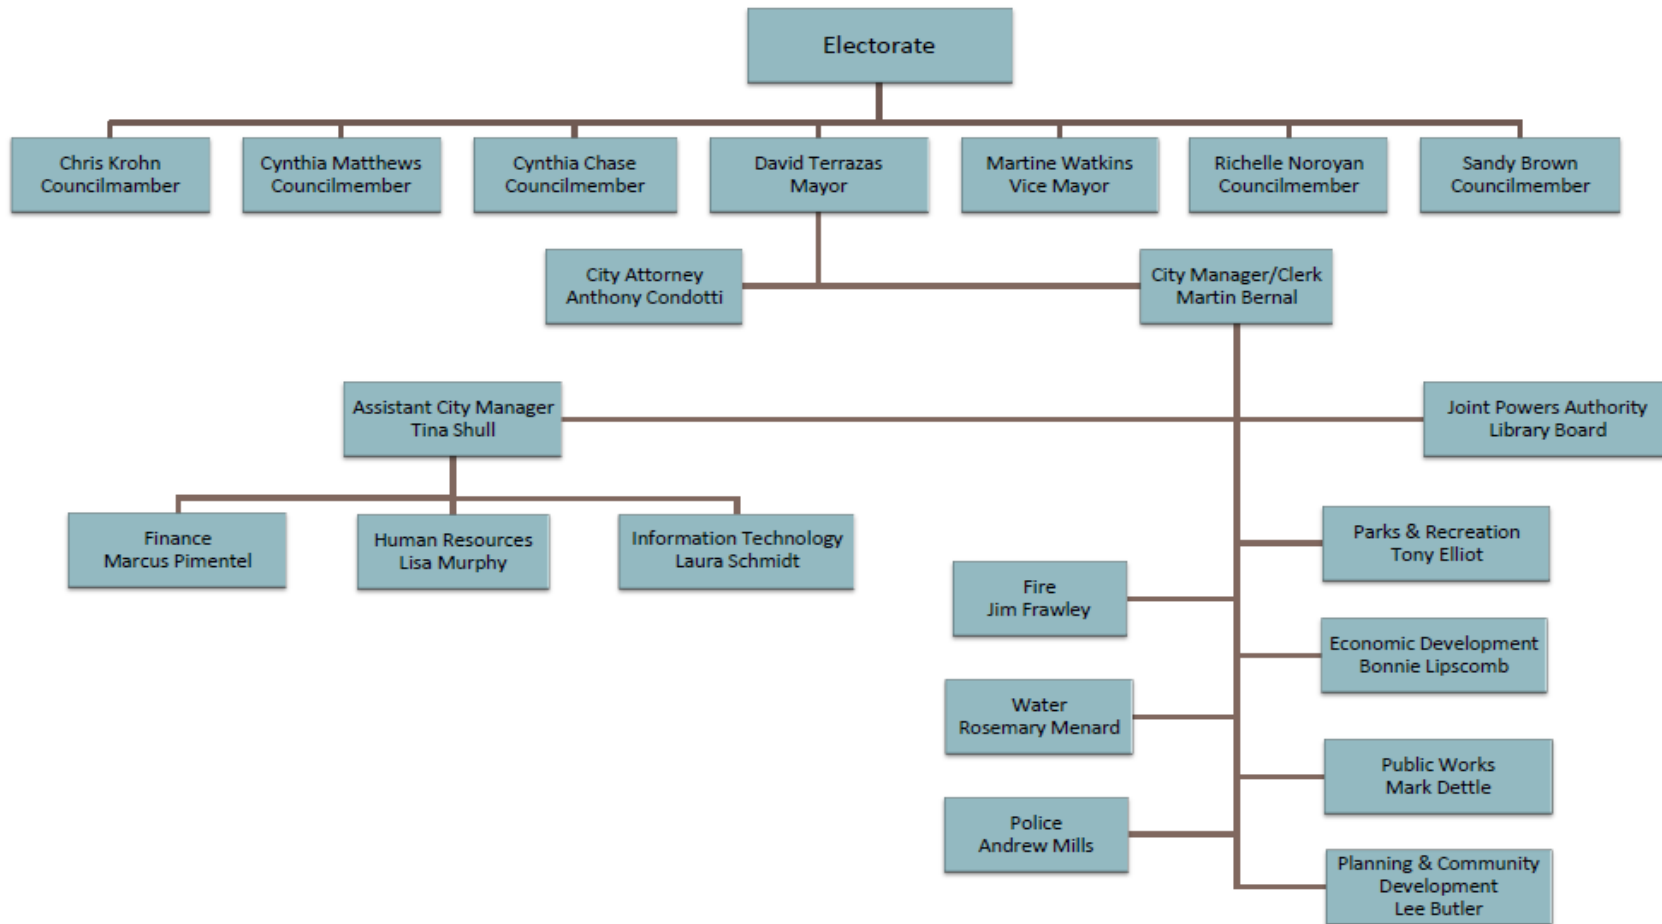 Electorate
Chris Krohn
Councilmamber
Cynthia Matthews
Councilmember
Cynthia Chase
Councilmember
David Terrazas
Mayor
Martine Watkins
Vice Mayor
Richelle Noroyan
Councilmember
Sandy Brown
Councilmember
City Attorney
Anthony Condotti
City Manager/Clerk
Martin Bernal
Assistant City Manager
Tina Shull
Joint Powers Authority
Library Board
Finance
Marcus Pimentel
Human Resources
Lisa Murphy
Information Technology
Laura Schmidt
Parks & Recreation
Tony Elliot
Fire
Jim Frawley
Economic Development
Bonnie Lipscomb
Water
Rosemary Menard
Public Works
Mark Dettle
Police
Andrew Mills
Planning & Community
Development
Lee Butler